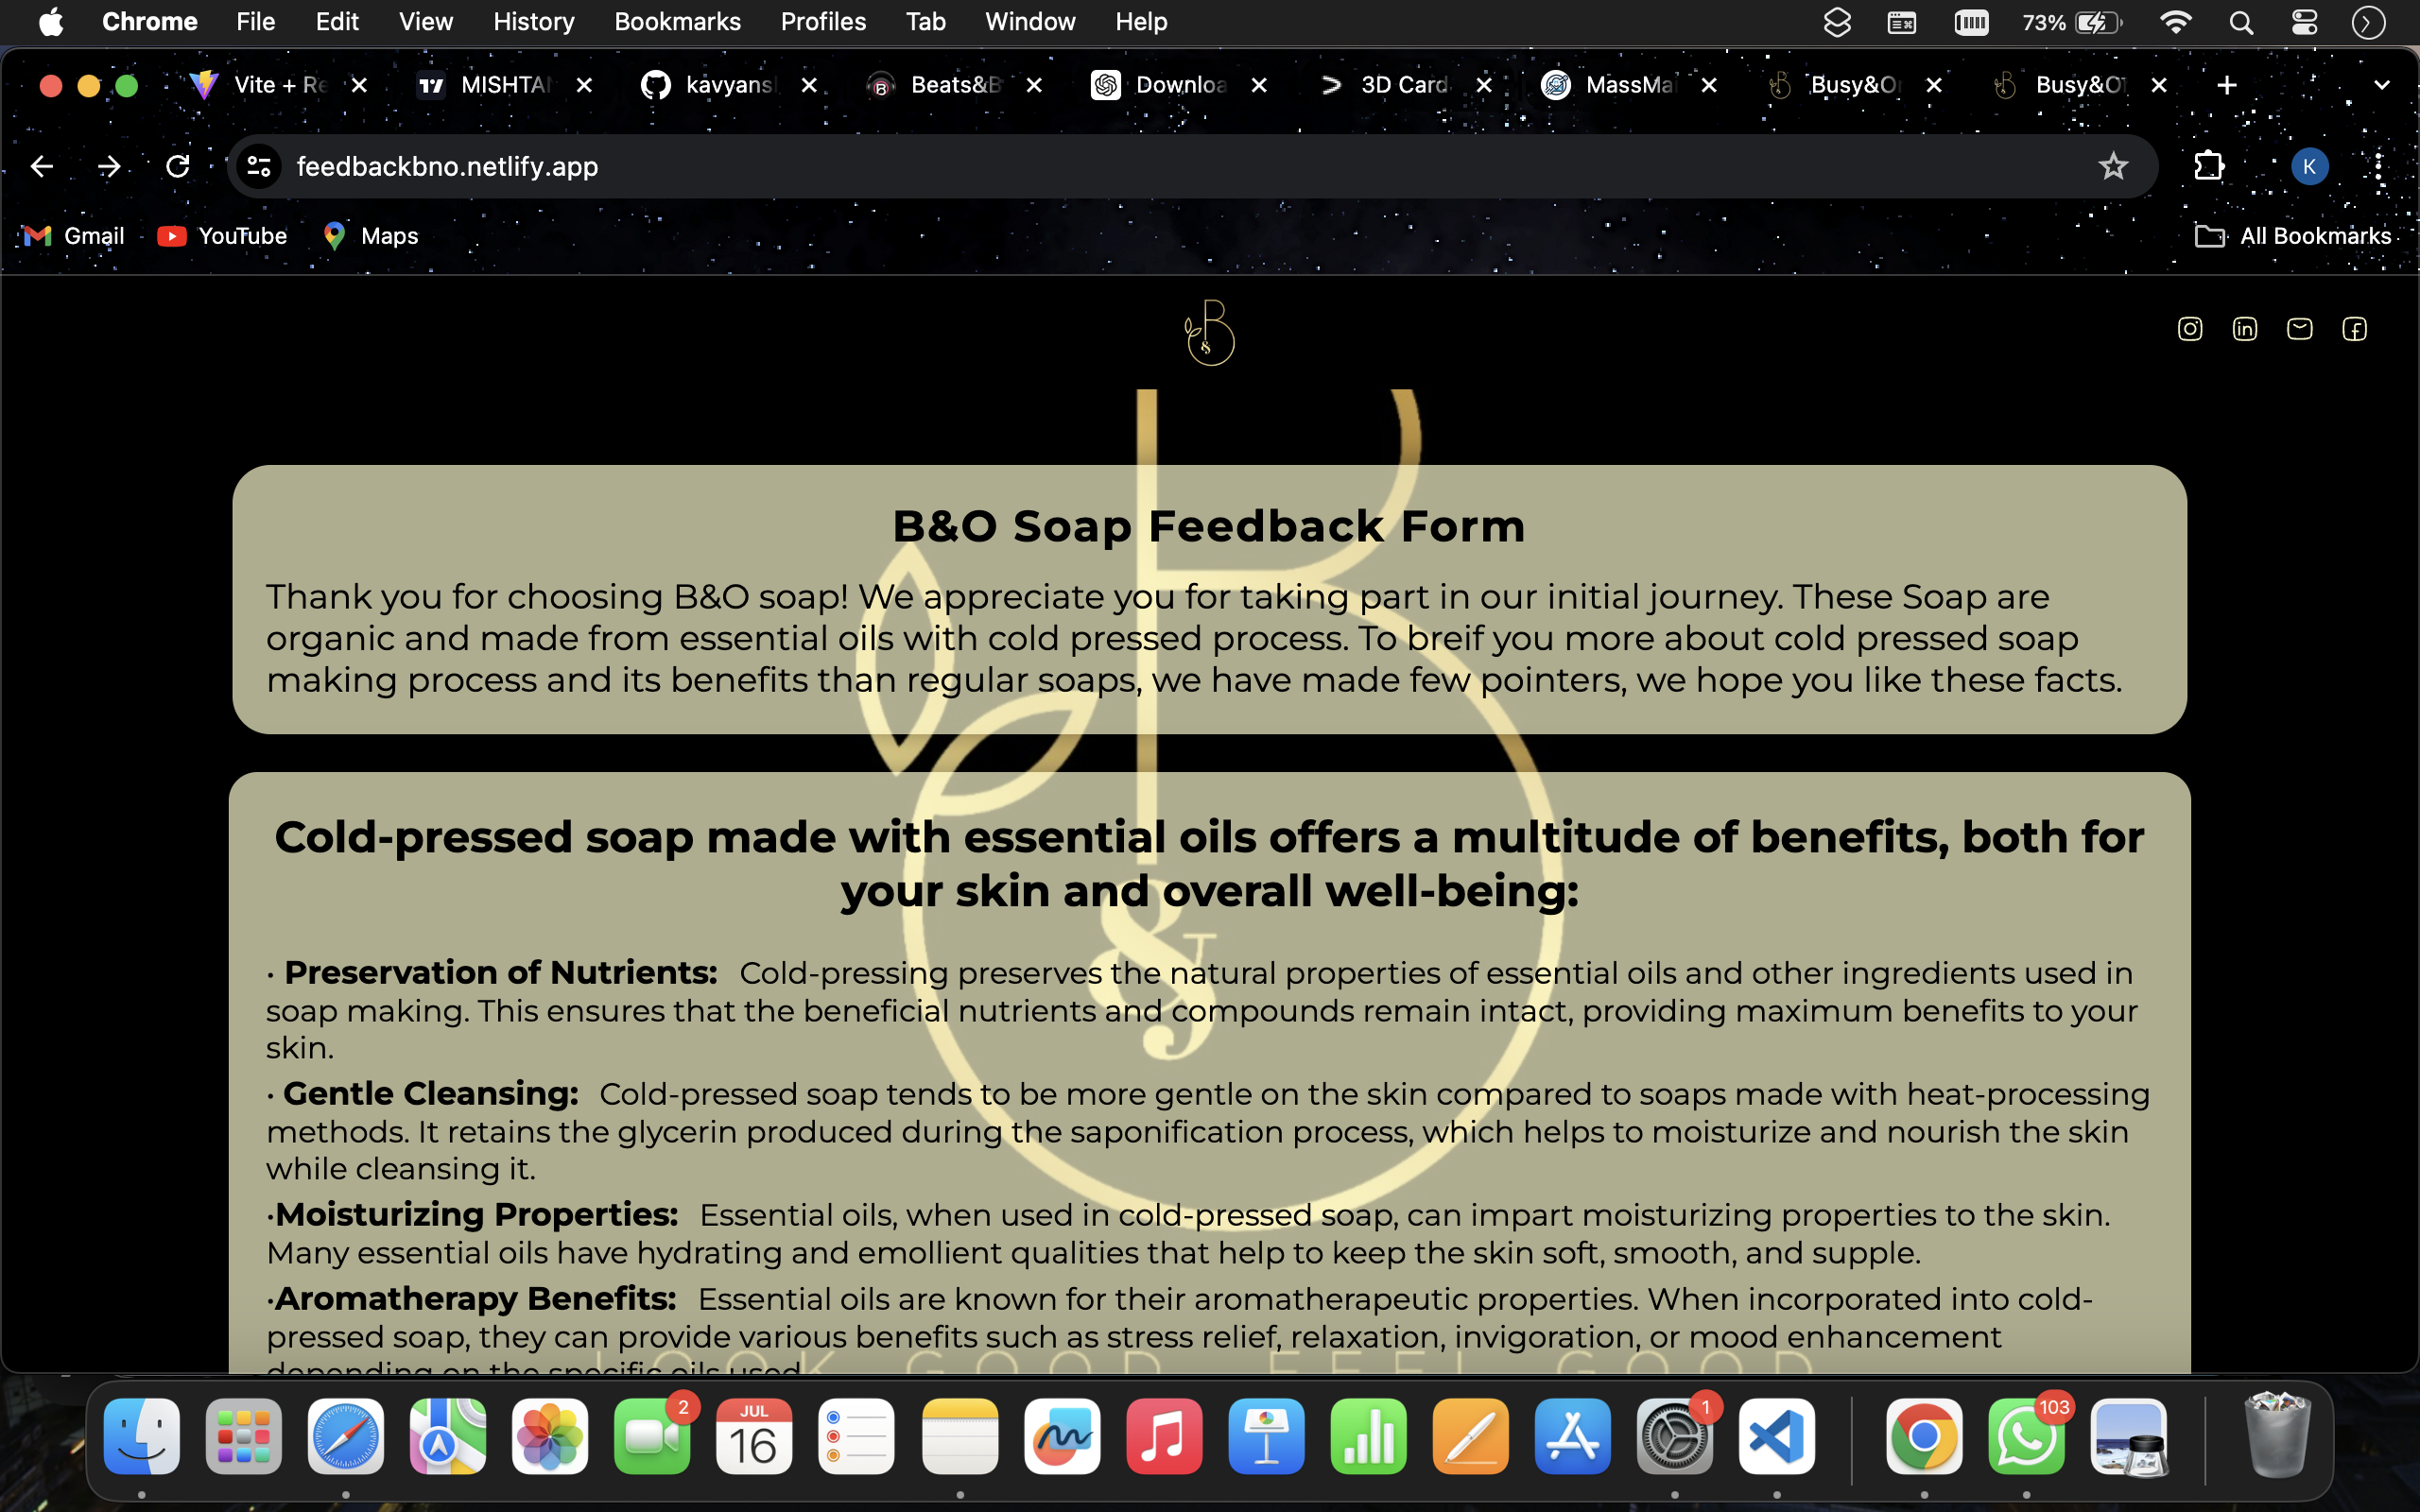 Chrome File Edit View History Bookmarks Profiles Tab Window Help 73%
Vite + Re MISHTA kavyans Beats&B Downloa 3D Card MassMa Busy&O Busy&O
feedbackbno.netlify.app K
Gmail YouTube Maps All Bookmarks
B
&
B&O Soap Feedback Form
Thank you for choosing B&O soap! We appreciate you for taking part in our initial journey. These Soap are
organic and made from essential oils with cold pressed process. To breif you more about cold pressed soap
making process and its benefits than regular soaps, we have made few pointers, we hope you like these facts.
Cold-pressed soap made with essential oils offers a multitude of benefits, both for
your skin and overall well-being:
· Preservation of Nutrients: Cold-pressing preserves the natural properties of essential oils and other ingredients used in
soap making. This ensures that the beneficial nutrients and compounds remain intact, providing maximum benefits to your
skin.
· Gentle Cleansing: Cold-pressed soap tends to be more gentle on the skin compared to soaps made with heat-processing
methods. It retains the glycerin produced during the saponification process, which helps to moisturize and nourish the skin
while cleansing it.
·Moisturizing Properties: Essential oils, when used in cold-pressed soap, can impart moisturizing properties to the skin.
Many essential oils have hydrating and emollient qualities that help to keep the skin soft, smooth, and supple.
·Aromatherapy Benefits: Essential oils are known for their aromatherapeutic properties. When incorporated into cold-
pressed soap, they can provide various benefits such as stress relief, relaxation, invigoration, or mood enhancement
depending on the specific oils used.
LOOK GOOD FEEL GOOD
2 JUL 16 1 103